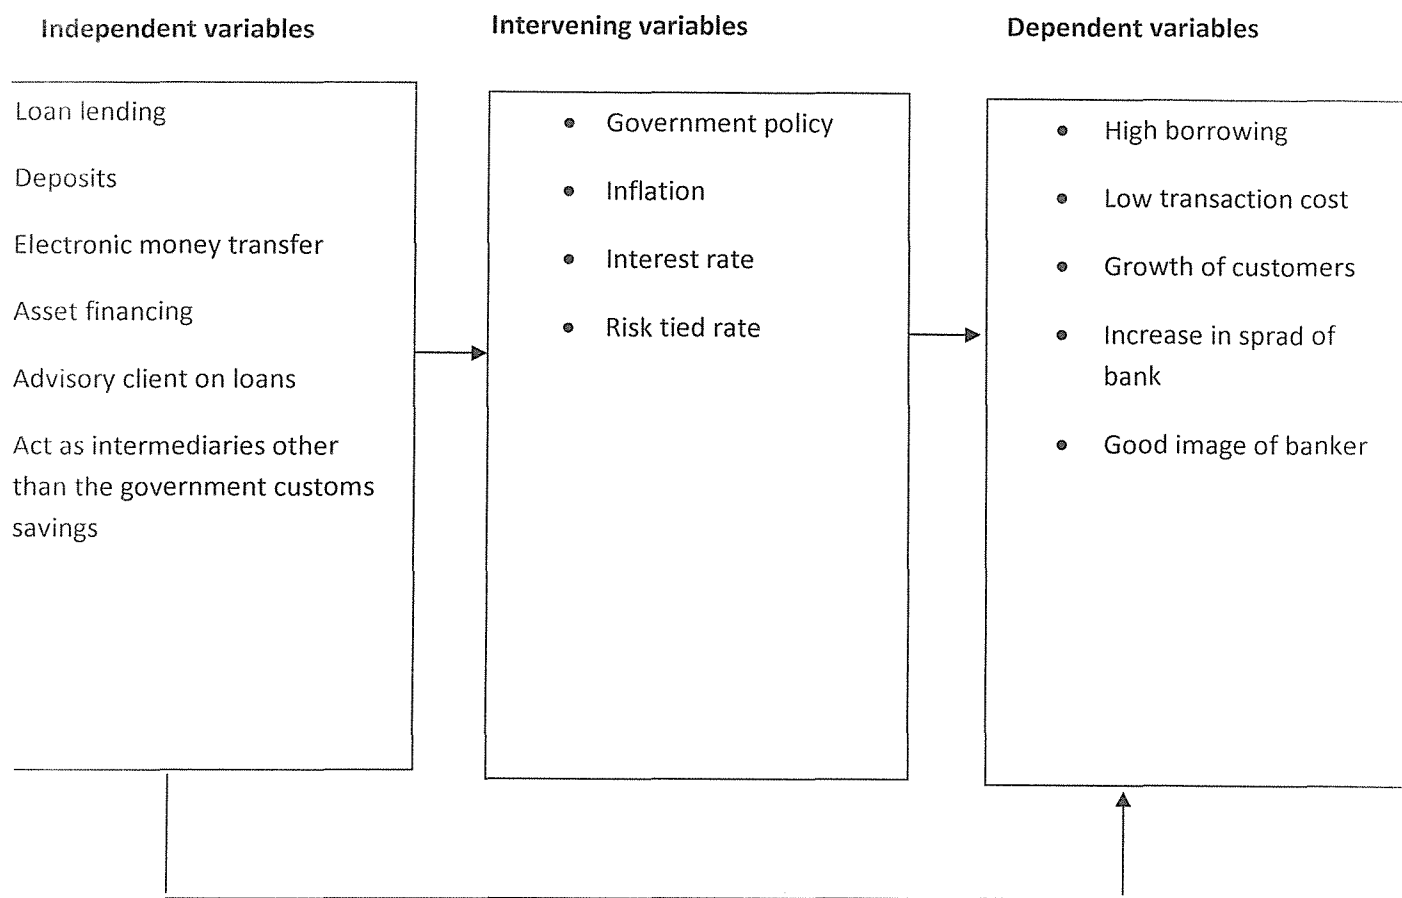 Independent variables
Intervening variables
Dependent variables
Loan lending
Deposits
Electronic money transfer
Asset financing
Advisory client on loans
Act as intermediaries other
than the government customs
savings
• Government policy
• Inflation
• Interest rate
• Risk tied rate
• High borrowing
• Low transaction cost
• Growth of customers
• Increase in sprad of
bank
• Good image of banker